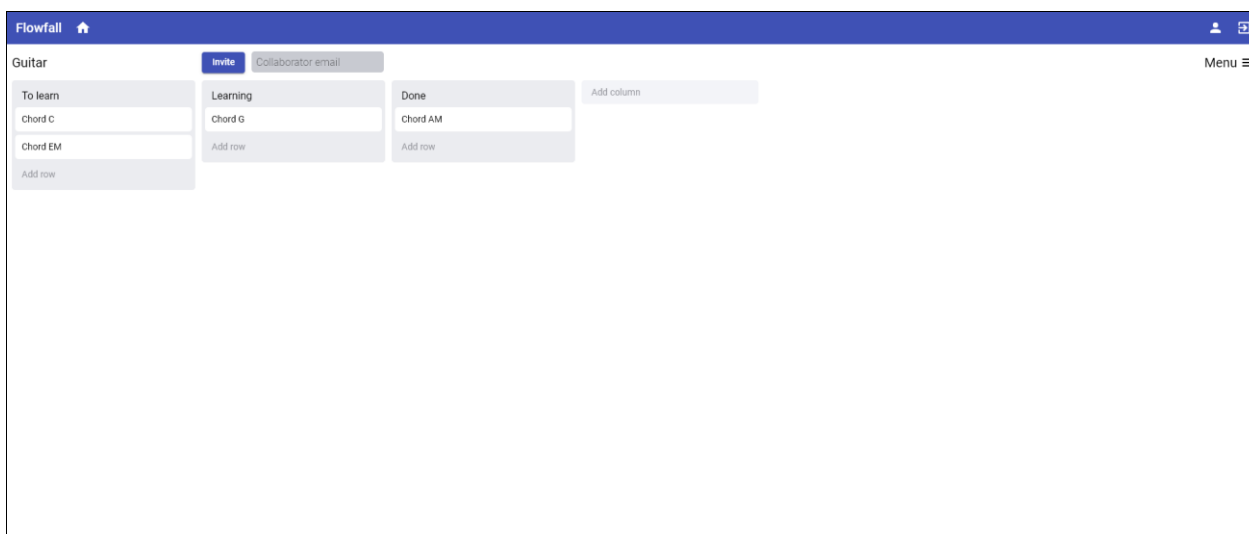 Flowfall
Guitar
Invite
Collaborator email
Menu
To learn
Chord C
Chord EM
Add row
Learning
Chord G
Add row
Done
Chord AM
Add row
Add column